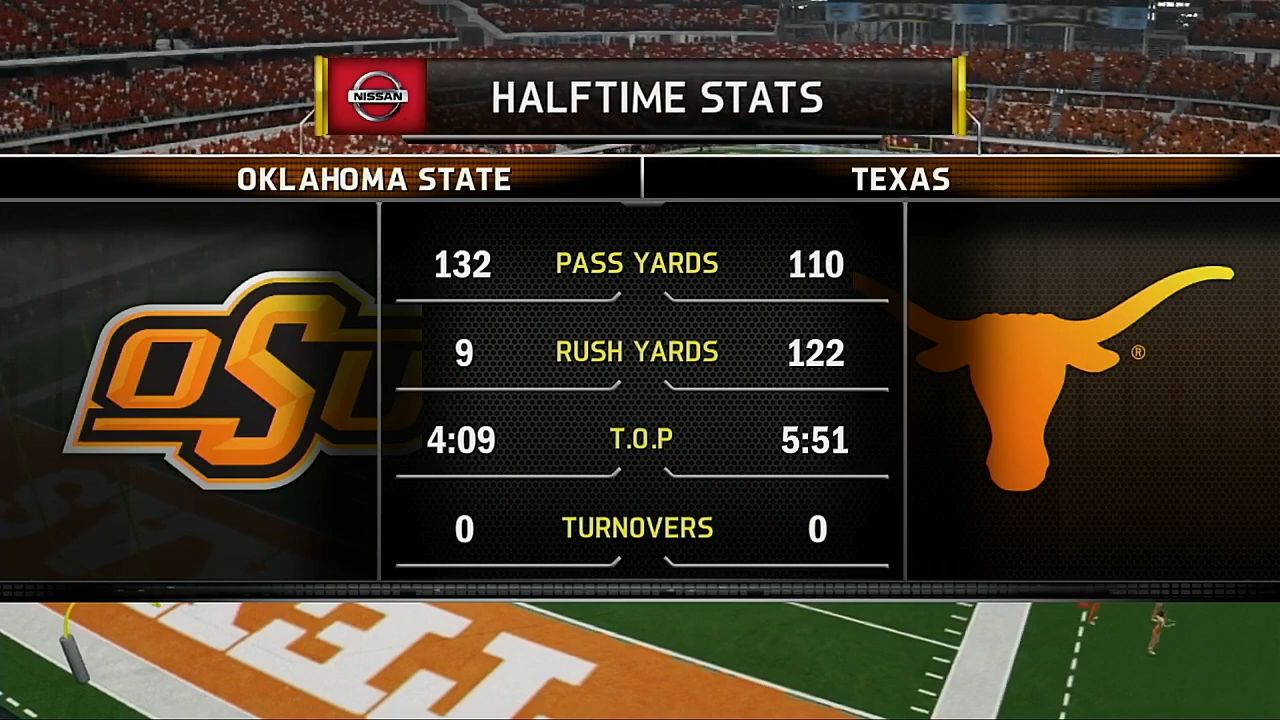 NISSAN
HALFTIME STATS
OKLAHOMA STATE TEXAS
132 PASS YARDS 110
9 RUSH YARDS 122
4:09 T.O.P 5:51
0 TURNOVERS 0
OSU
®